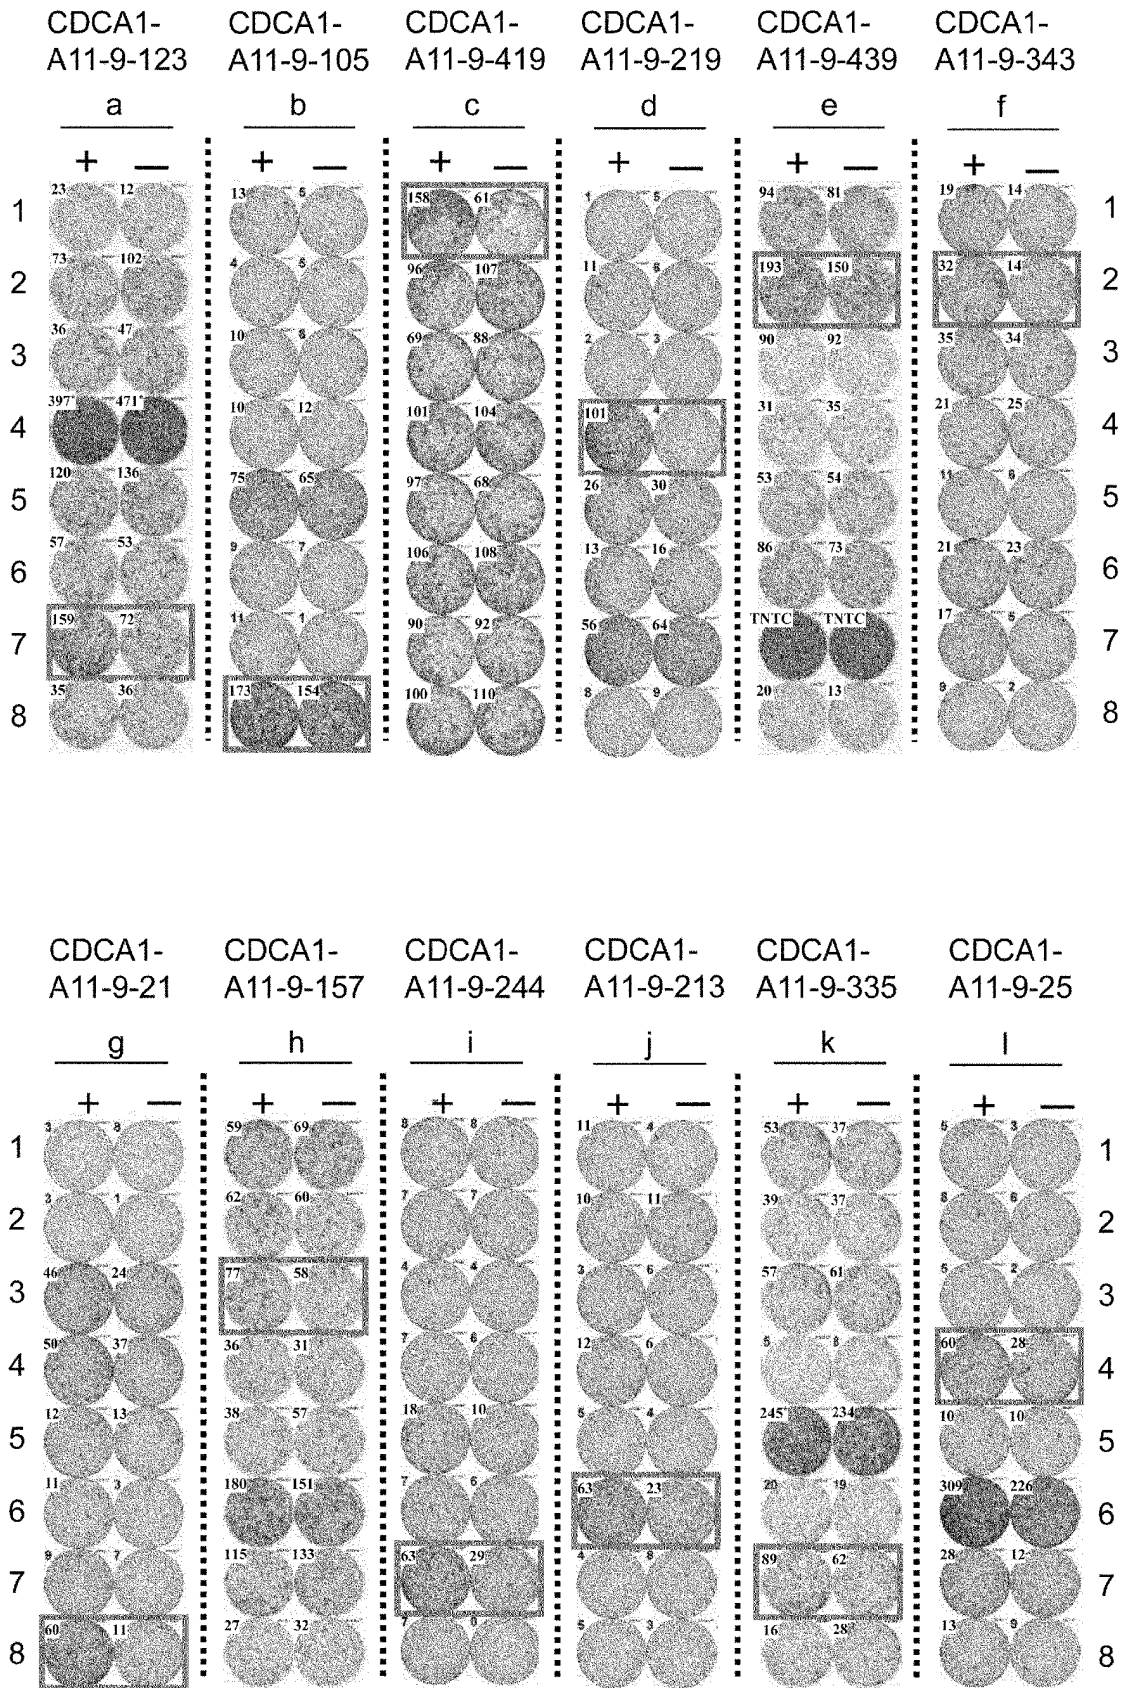 CDCA1- CDCA1- CDCA1- CDCA1- CDCA1- CDCA1-
A11-9-123 A11-9-105 A11-9-419 A11-9-219 A11-9-439 A11-9-343
a b c d e f
+ — + — + — + — + — + —
1 23 12 13 5 158 61 1 5 94 81 19 14 1
2 73 102 4 5 96 107 11 6 193 150 32 14 2
3 36 47 10 69 88 2 3 90 92 35 34 3
4 397* 471* 10 12 101 104 101 4 31 35 21 25 4
5 120 136 75 65 97 68 26 30 53 54 11 5
6 57 53 9 7 106 108 13 16 86 73 21 23 6
7 159 72 11 1 90 92 56 64 TNTC TNTC 17 5 7
8 35 36 173 154 100 110 8 9 20 13 9 2 8
CDCA1- CDCA1- CDCA1- CDCA1- CDCA1- CDCA1-
A11-9-21 A11-9-157 A11-9-244 A11-9-213 A11-9-335 A11-9-25
g h i j k l
+ — + — + — + — + — + —
1 3 8 59 69 8 8 11 4 53 37 5 3 1
2 3 1 62 60 7 7 10 11 39 37 8 6 2
3 46 24 77 58 4 4 3 6 57 61 5 2 3
4 50 37 36 31 7 6 12 6 5 60 28 4
5 12 13 38 57 18 10 5 4 245 234 10 10 5
6 11 3 180 151 7 6 63 23 20 19 309 226 6
7 9 7 115 133 63 29 4 8 89 62 28 12 7
8 60 11 27 32 7 5 3 16 28 13 9 8